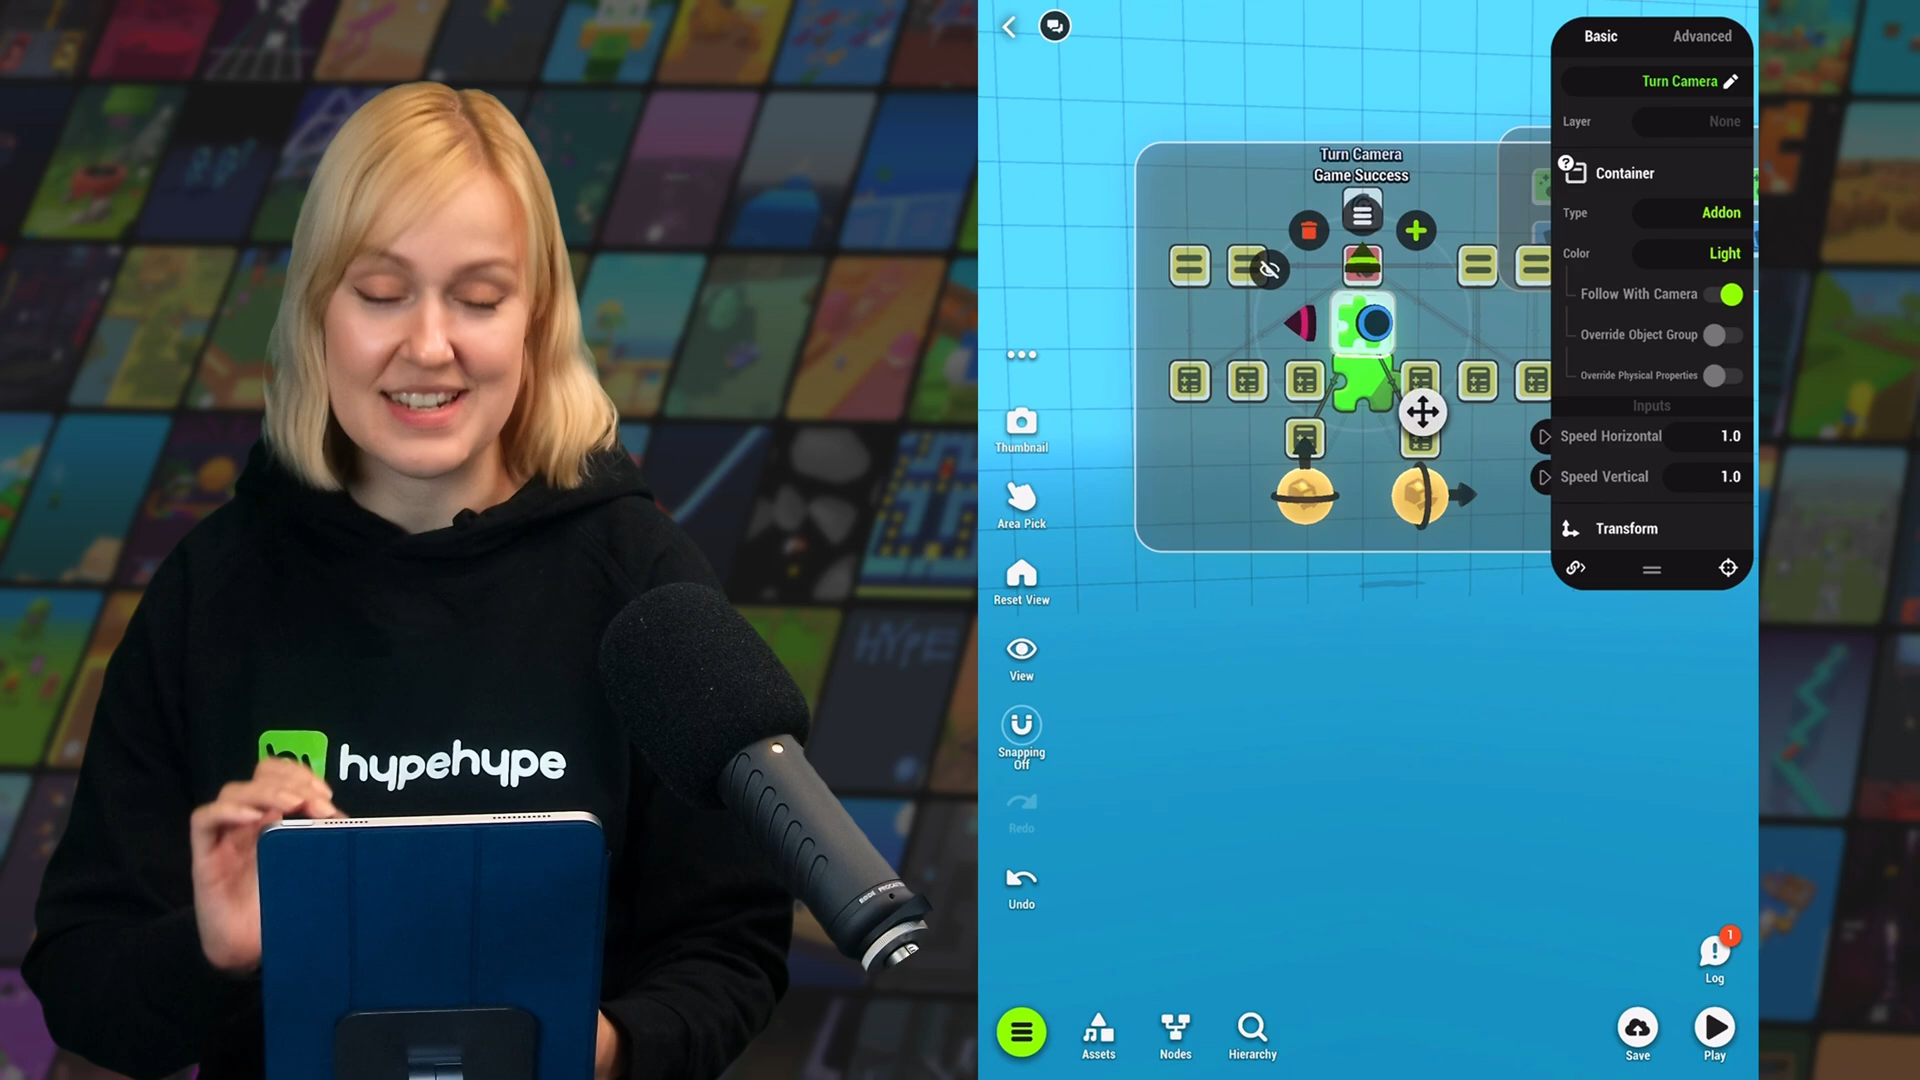 Basic
Advanced
Turn Camera
Layer
None
Container
Type
Addon
Color
Light
Follow With Camera
Override Object Group
Override Physical Properties
Inputs
Speed Horizontal
1.0
Speed Vertical
1.0
Transform
Turn Camera
Game Success
Thumbnail
Area Pick
Reset View
View
Snapping
Off
Redo
Undo
1
Log
Assets
Nodes
Hierarchy
Save
Play
hypehype
HYPE